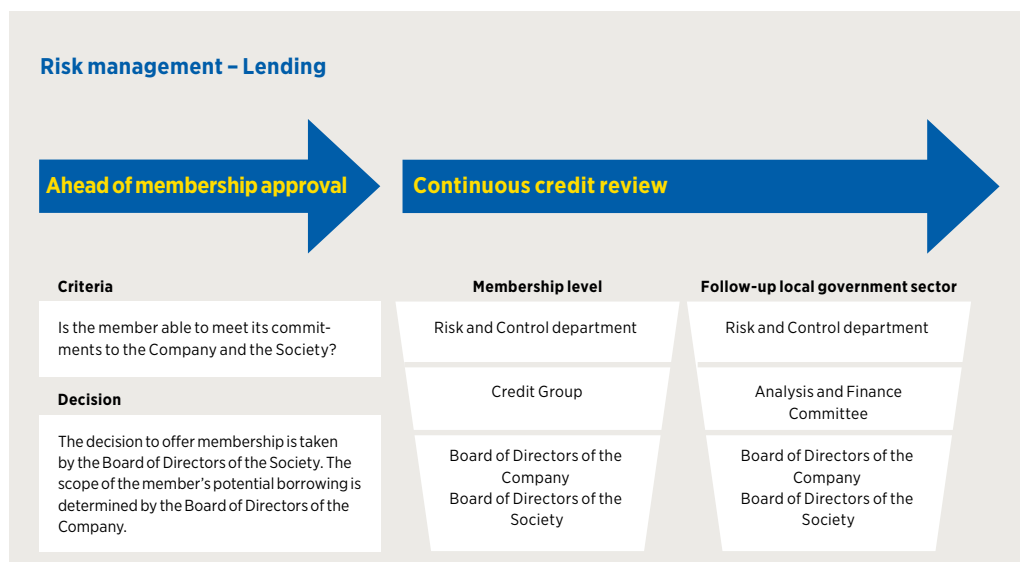 Risk management – Lending
Ahead of membership approval
Continuous credit review
Criteria
Is the member able to meet its commit-
ments to the Company and the Society?
Decision
The decision to offer membership is taken
by the Board of Directors of the Society. The
scope of the member's potential borrowing is
determined by the Board of Directors of the
Company.
Membership level
Risk and Control department
Credit Group
Board of Directors of the
Company
Board of Directors of the
Society
Follow-up local government sector
Risk and Control department
Analysis and Finance
Committee
Board of Directors of the
Company
Board of Directors of the
Society